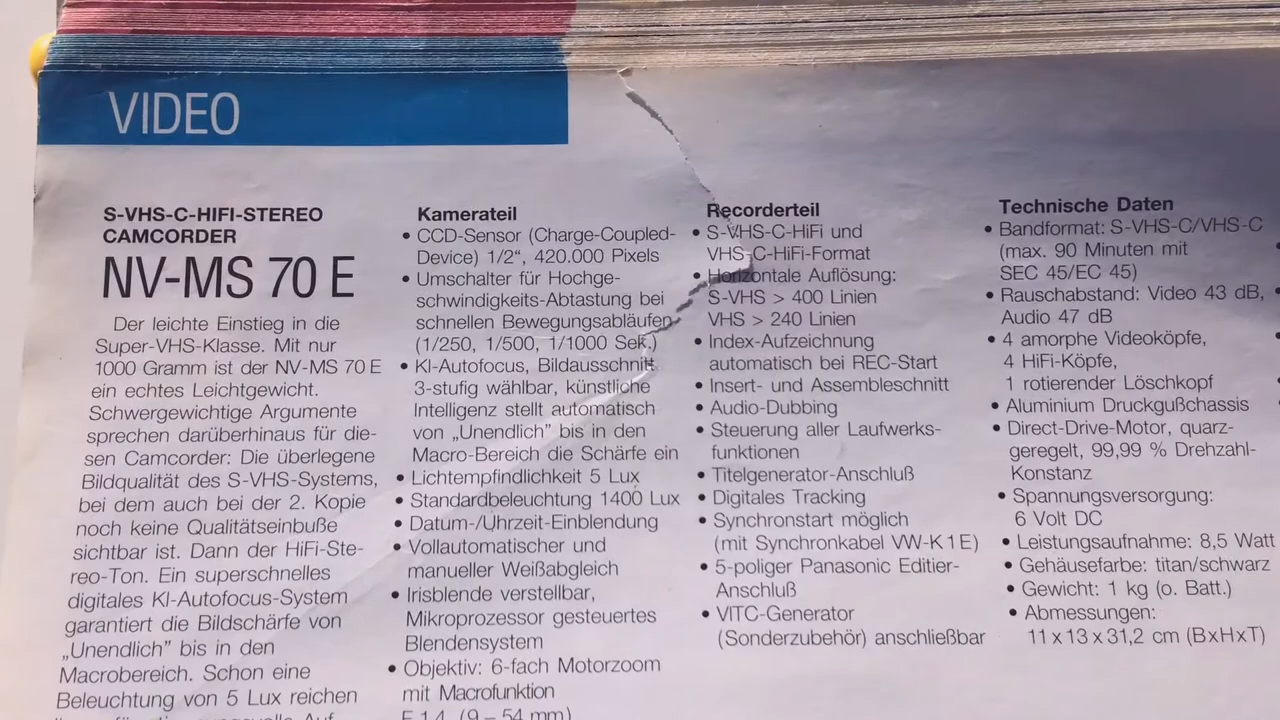 VIDEO
S-VHS-C-HIFI-STEREO
CAMCORDER
NV-MS 70 E
Der leichte Einstieg in die
Super-VHS-Klasse. Mit nur
1000 Gramm ist der NV-MS 70 E
ein echtes Leichtgewicht.
Schwergewichtige Argumente
sprechen darüberhinaus für die-
sen Camcorder: Die überlegene
Bildqualität des S-VHS-Systems,
bei dem auch bei der 2. Kopie
noch keine Qualitätseinbuße
sichtbar ist. Dann der HiFi-Ste-
reo-Ton. Ein superschnelles
digitales KI-Autofocus-System
garantiert die Bildschärfe von
„Unendlich” bis in den
Macrobereich. Schon eine
Beleuchtung von 5 Lux reichen
Kamerateil
• CCD-Sensor (Charge-Coupled-
Device) 1/2“, 420.000 Pixels
• Umschalter für Hochge-
schwindigkeits-Abtastung bei
schnellen Bewegungsabläufen
(1/250, 1/500, 1/1000 Sek.)
• KI-Autofocus, Bildausschnitt
3-stufig wählbar, künstliche
Intelligenz stellt automatisch
von „Unendlich” bis in den
Macro-Bereich die Schärfe ein
• Lichtempfindlichkeit 5 Lux
• Standardbeleuchtung 1400 Lux
• Datum-/Uhrzeit-Einblendung
• Vollautomatischer und
manueller Weißabgleich
• Irisblende verstellbar,
Mikroprozessor gesteuertes
Blendensystem
• Objektiv: 6-fach Motorzoom
mit Macrofunktion
F 1,4, (9 – 54 mm)
Recorderteil
• S-VHS-C-HiFi und
VHS-C-HiFi-Format
• Horizontale Auflösung:
S-VHS > 400 Linien
VHS > 240 Linien
• Index-Aufzeichnung
automatisch bei REC-Start
• Insert- und Assembleschnitt
• Audio-Dubbing
• Steuerung aller Laufwerks-
funktionen
• Titelgenerator-Anschluß
• Digitales Tracking
• Synchronstart möglich
(mit Synchronkabel VW-K 1 E)
• 5-poliger Panasonic Editier-
Anschluß
• VITC-Generator
(Sonderzubehör) anschließbar
Technische Daten
• Bandformat: S-VHS-C/VHS-C
(max. 90 Minuten mit
SEC 45/EC 45)
• Rauschabstand: Video 43 dB,
Audio 47 dB
• 4 amorphe Videoköpfe,
4 HiFi-Köpfe,
1 rotierender Löschkopf
• Aluminium Druckgußchassis
• Direct-Drive-Motor, quarz-
geregelt, 99,99 % Drehzahl-
Konstanz
• Spannungsversorgung:
6 Volt DC
• Leistungsaufnahme: 8,5 Watt
• Gehäusefarbe: titan/schwarz
• Gewicht: 1 kg (o. Batt.)
• Abmessungen:
11 x 13 x 31,2 cm (BxHxT)